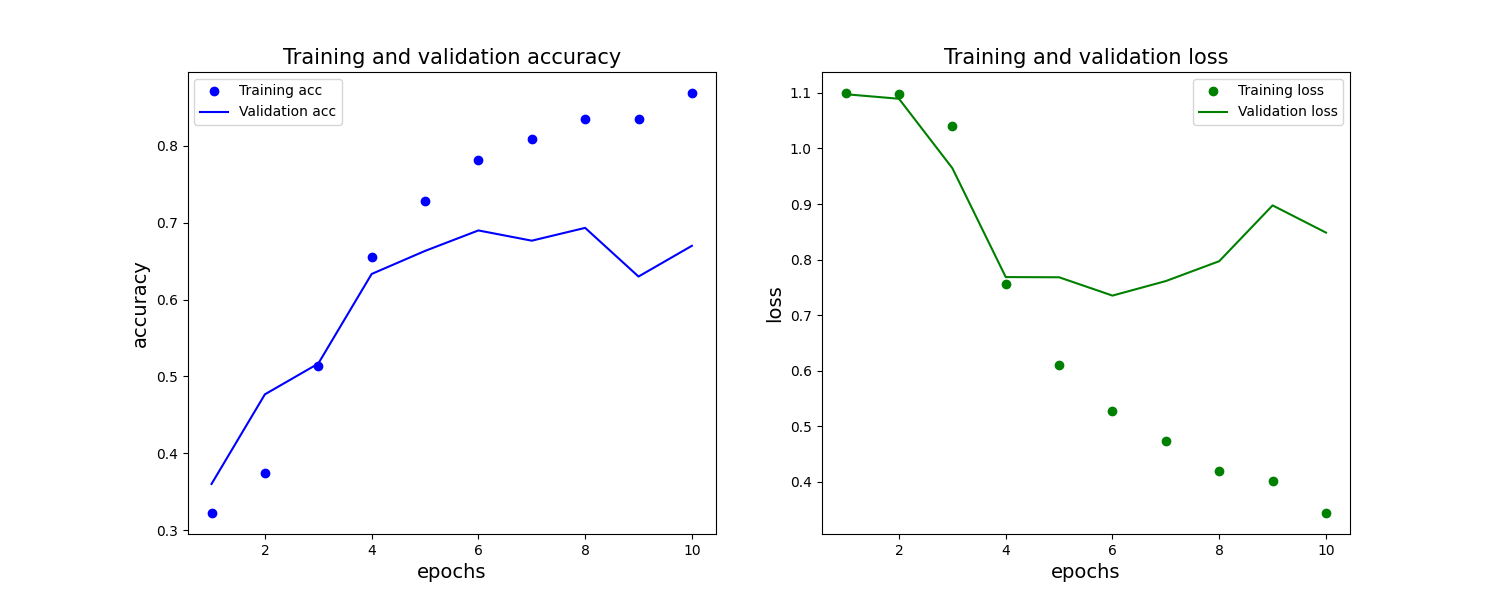 Training and validation accuracy
Training acc
Validation acc
0.8
0.7
0.6
0.5
0.4
0.3
accuracy
2 4 6 8 10
epochs
Training and validation loss
Training loss
Validation loss
1.1
1.0
0.9
0.8
0.7
0.6
0.5
0.4
loss
2 4 6 8 10
epochs